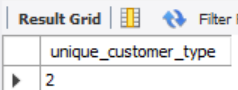 Result Grid Filter
unique_customer_type
2